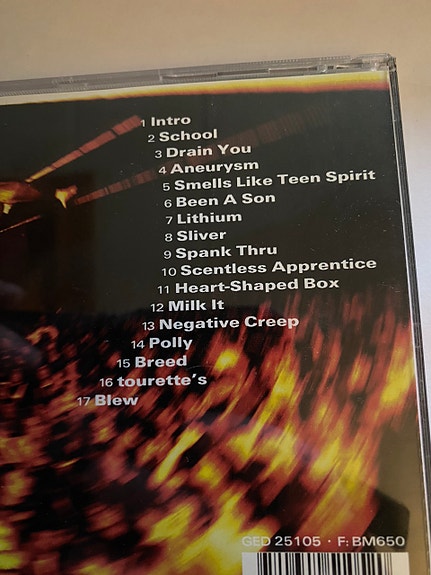 1 Intro
2 School
3 Drain You
4 Aneurysm
5 Smells Like Teen Spirit
6 Been A Son
7 Lithium
8 Sliver
9 Spank Thru
10 Scentless Apprentice
11 Heart-Shaped Box
12 Milk It
13 Negative Creep
14 Polly
15 Breed
16 tourette's
17 Blew
GED 25105 · F: BM650